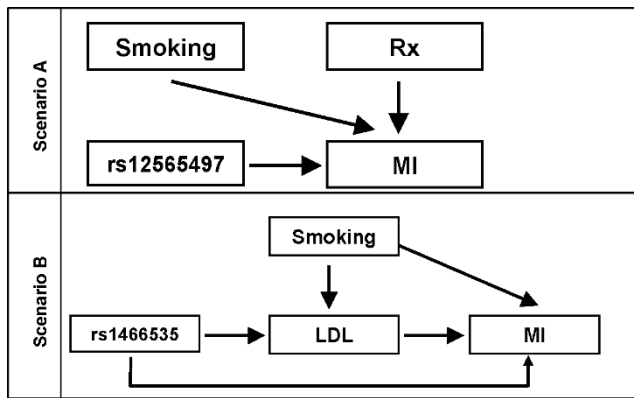 Scenario A
Smoking
Rx
rs12565497
MI
Scenario B
Smoking
rs1466535
LDL
MI